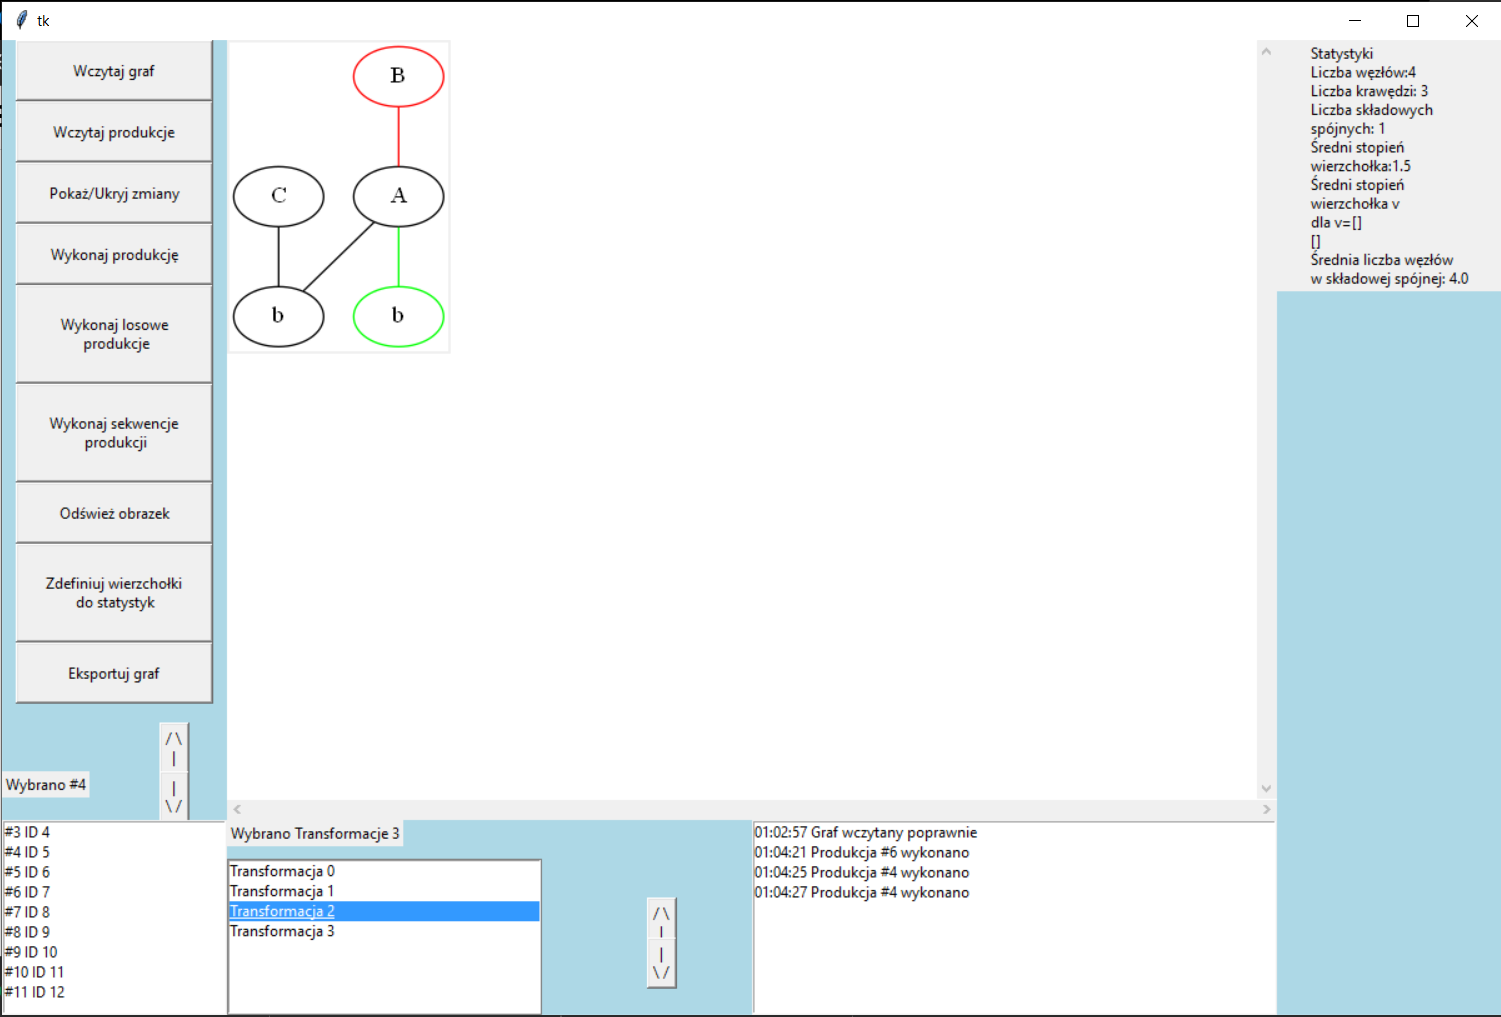 tk
Wczytaj graf
Wczytaj produkcje
Pokaż/Ukryj zmiany
Wykonaj produkcję
Wykonaj losowe
produkcje
Wykonaj sekwencje
produkcji
Odśwież obrazek
Zdefiniuj wierzchołki
do statystyk
Eksportuj graf
/\
|
|
\/
Wybrano #4
#3 ID 4
#4 ID 5
#5 ID 6
#6 ID 7
#7 ID 8
#8 ID 9
#9 ID 10
#10 ID 11
#11 ID 12
B
C
A
b
b
Wybrano Transformacje 3
Transformacja 0
Transformacja 1
Transformacja 2
Transformacja 3
/\
|
|
\/
01:02:57 Graf wczytany poprawnie
01:04:21 Produkcja #6 wykonano
01:04:25 Produkcja #4 wykonano
01:04:27 Produkcja #4 wykonano
Statystyki
Liczba węzłów:4
Liczba krawędzi: 3
Liczba składowych
spójnych: 1
Średni stopień
wierzchołka:1.5
Średni stopień
wierzchołka v
dla v=[]
[]
Średnia liczba węzłów
w składowej spójnej: 4.0